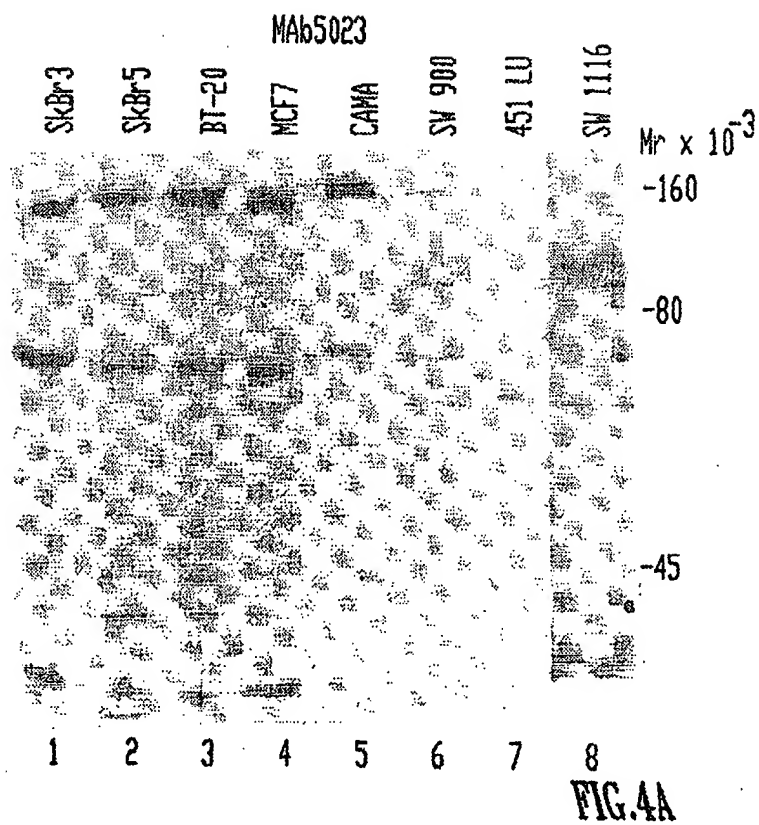 MAb5023
SkBr3
SkBr5
BT-20
MCF7
CAMA
SW 900
451 LU
SW 1116
Mr x 10-3
-160
-80
-45
1 2 3 4 5 6 7 8
FIG.4A